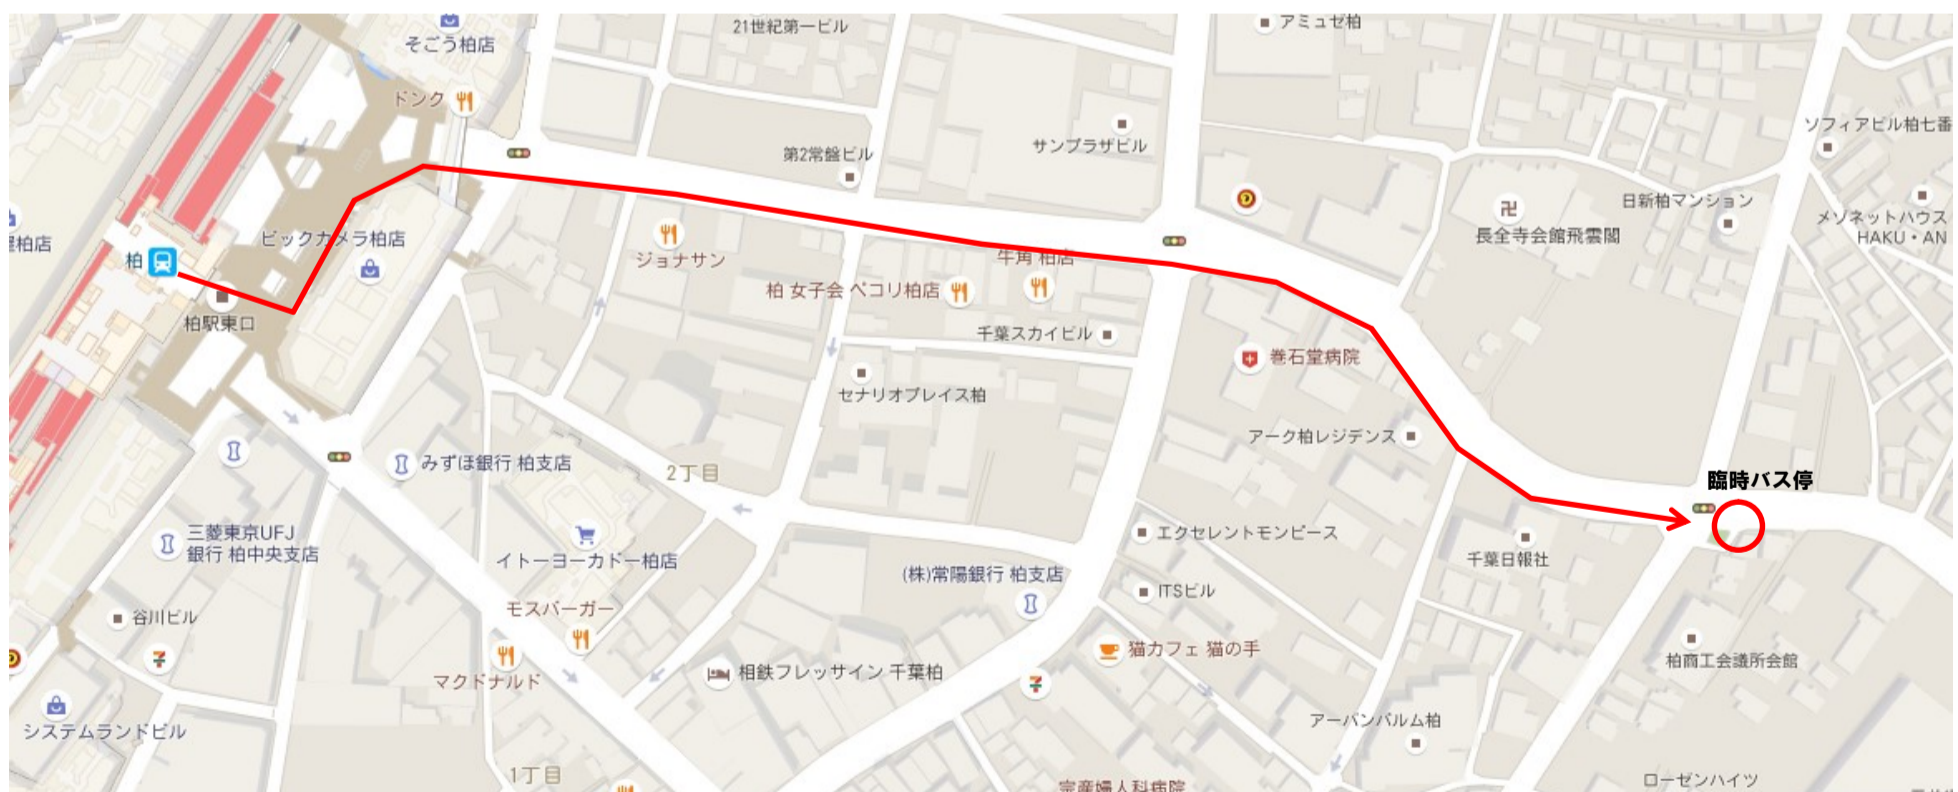 21世紀第一ビル
アミュゼ柏
そごう柏店
ドンク
第2常盤ビル
サンプラザビル
ソフィアビル柏七番
日新柏マンション
メゾネットハウス
HAKU・AN
長全寺会館飛雲閣
柏店
ビックカメラ柏店
柏
柏駅東口
ジョナサン
牛角 柏店
柏 女子会 ペコリ柏店
千葉スカイビル
巻石堂病院
セナリオプレイス柏
アーク柏レジデンス
みずほ銀行 柏支店
2丁目
臨時バス停
三菱東京UFJ
銀行 柏中央支店
イトーヨーカドー柏店
エクセレントモンピース
千葉日報社
(株)常陽銀行 柏支店
ITSビル
モスバーガー
谷川ビル
猫カフェ 猫の手
柏商工会議所会館
マクドナルド
相鉄フレッサイン 千葉柏
システムランドビル
アーバンパルム柏
1丁目
宗産婦人科病院
ローゼンハイツ